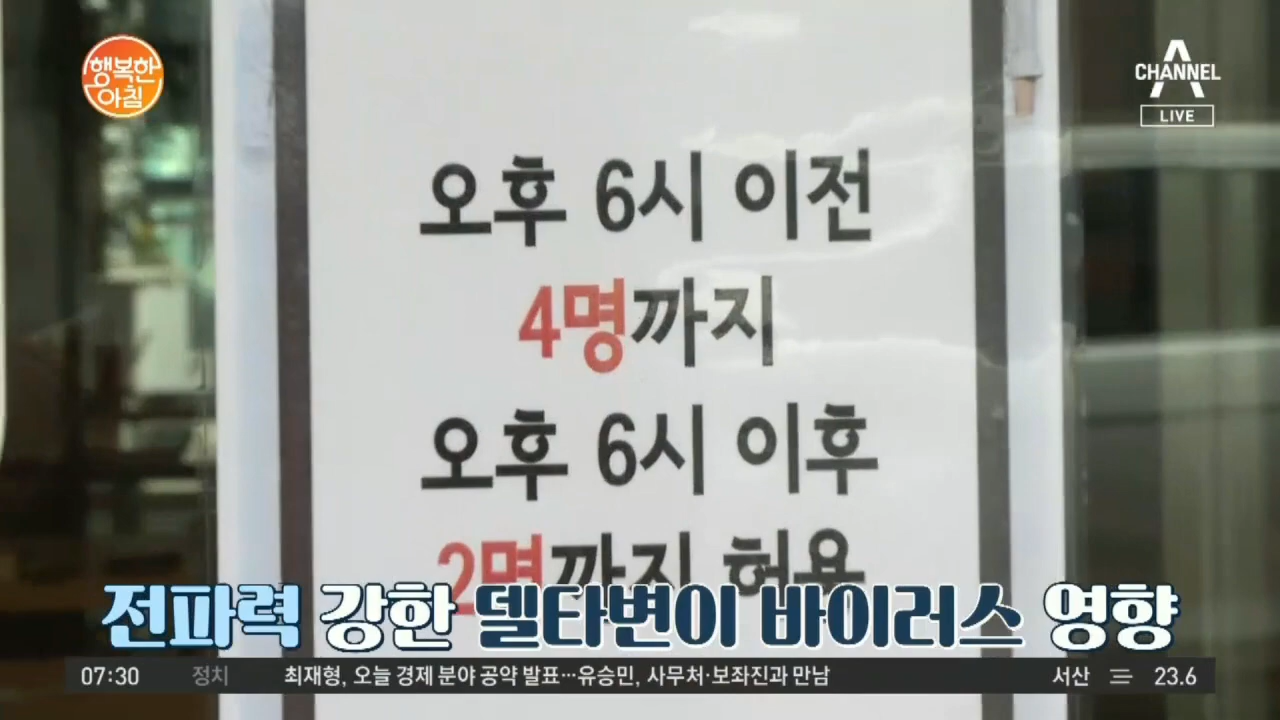 행복한
아침
CHANNEL
LIVE
오후 6시 이전
4명까지
오후 6시 이후
2명까지 허용
전파력 강한 델타변이 바이러스 영향
07:30 정치 최재형, 오늘 경제 분야 공약 발표…유승민, 사무처·보좌진과 만남 서산 23.6